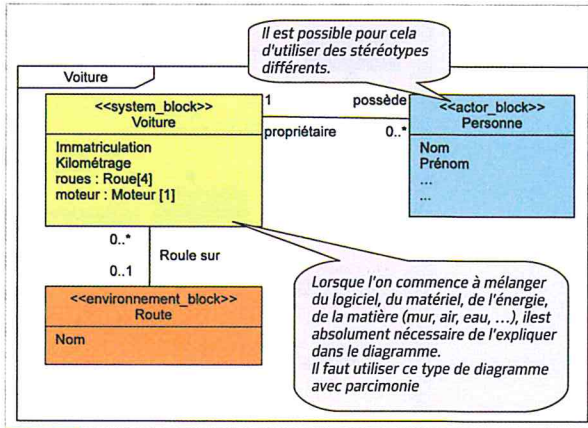 Il est possible pour cela
d'utiliser des stéréotypes
différents.
Voiture
<<system_block>>
Voiture
Immatriculation
Kilométrage
roues : Roue[4]
moteur : Moteur [1]
1
possède
propriétaire
0..*
<<actor_block>>
Personne
Nom
Prénom
...
...
0..*
Roule sur
0..1
<<environnement_block>>
Route
Nom
Lorsque l'on commence à mélanger
du logiciel, du matériel, de l'énergie,
de la matière (mur, air, eau, ...), ilest
absolument nécessaire de l'expliquer
dans le diagramme.
Il faut utiliser ce type de diagramme
avec parcimonie